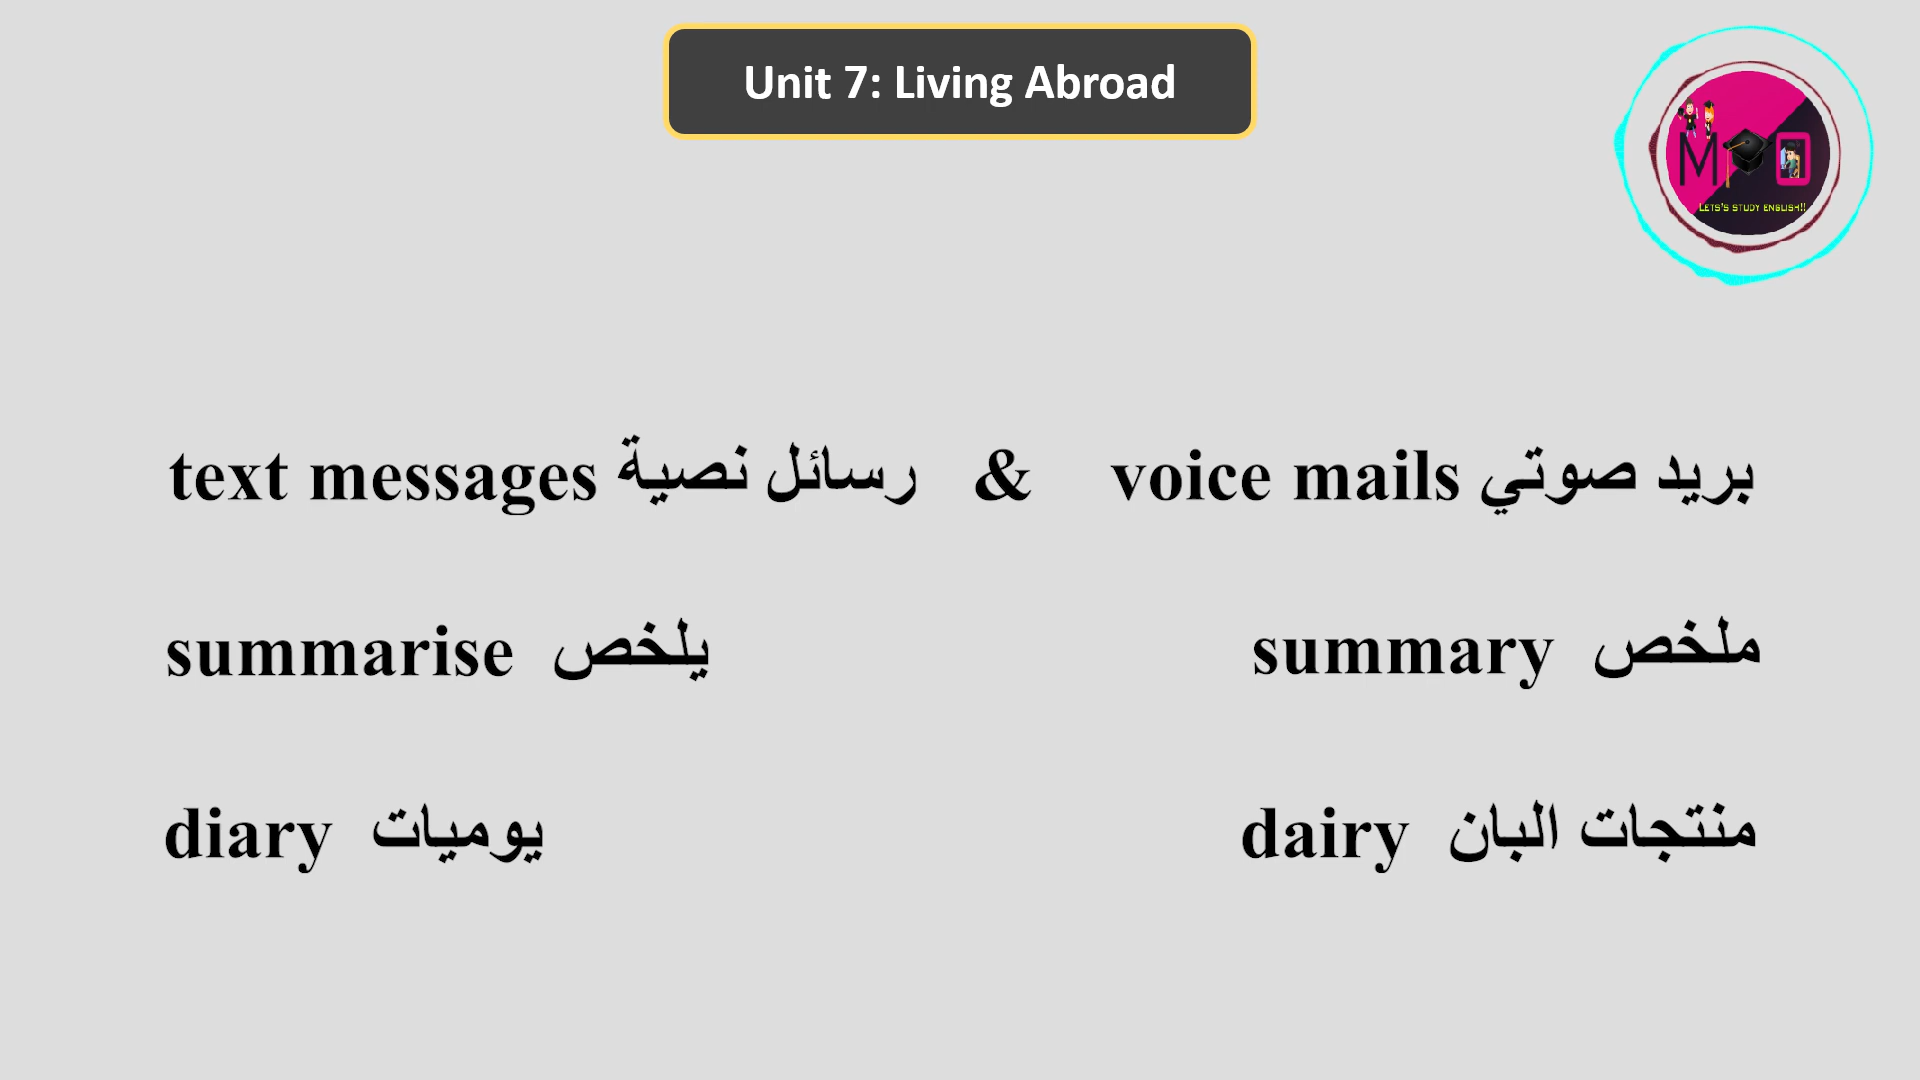 Unit 7: Living Abroad
M O
LETS'S STUDY ENGLISH!!
text messages رسائل نصية & voice mails بريد صوتي
summarise يلخص summary ملخص
diary يوميات dairy منتجات البان